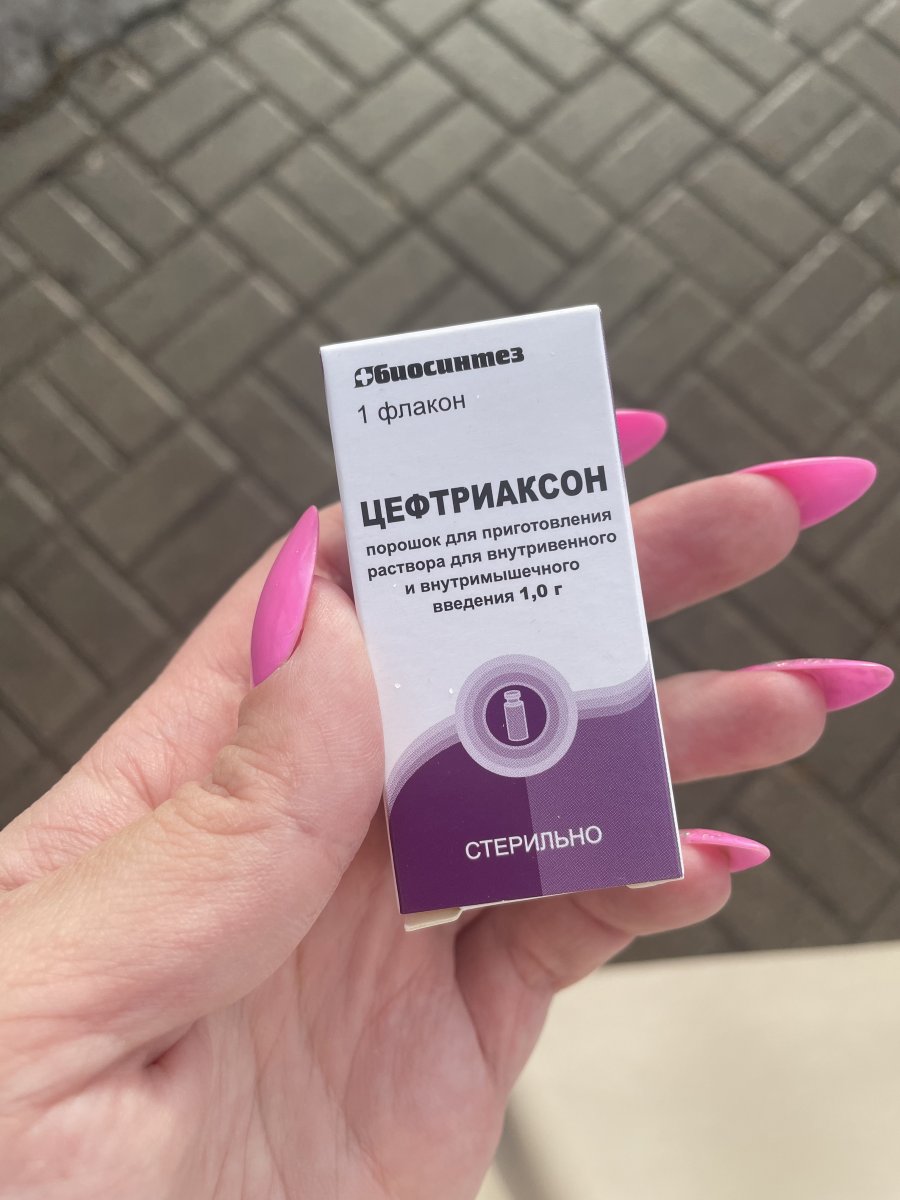 биосинтез
1 флакон
ЦЕФТРИАКСОН
порошок для приготовления
раствора для внутривенного
и внутримышечного
введения 1,0 г
СТЕРИЛЬНО